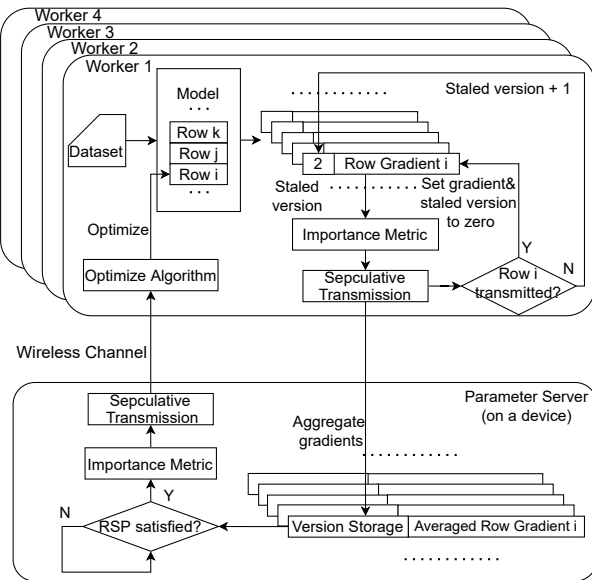 Worker 4
Worker 3
Worker 2
Worker 1
Model
. . .
Row k
Row j
Row i
. . .
Dataset
. . . . . . . . . . . .
Staled version + 1
2
Row Gradient i
Staled
version
. . . . . . . . . . . .
Set gradient&
staled version
to zero
Importance Metric
Sepculative
Transmission
Row i
transmitted?
Y
N
Optimize
Optimize Algorithm
Wireless Channel
Parameter Server
(on a device)
Sepculative
Transmission
Importance Metric
Y
N
RSP satisfied?
Aggregate
gradients
. . . . . . . . . . . .
Version Storage
Averaged Row Gradient i
. . . . . . . . . . . .